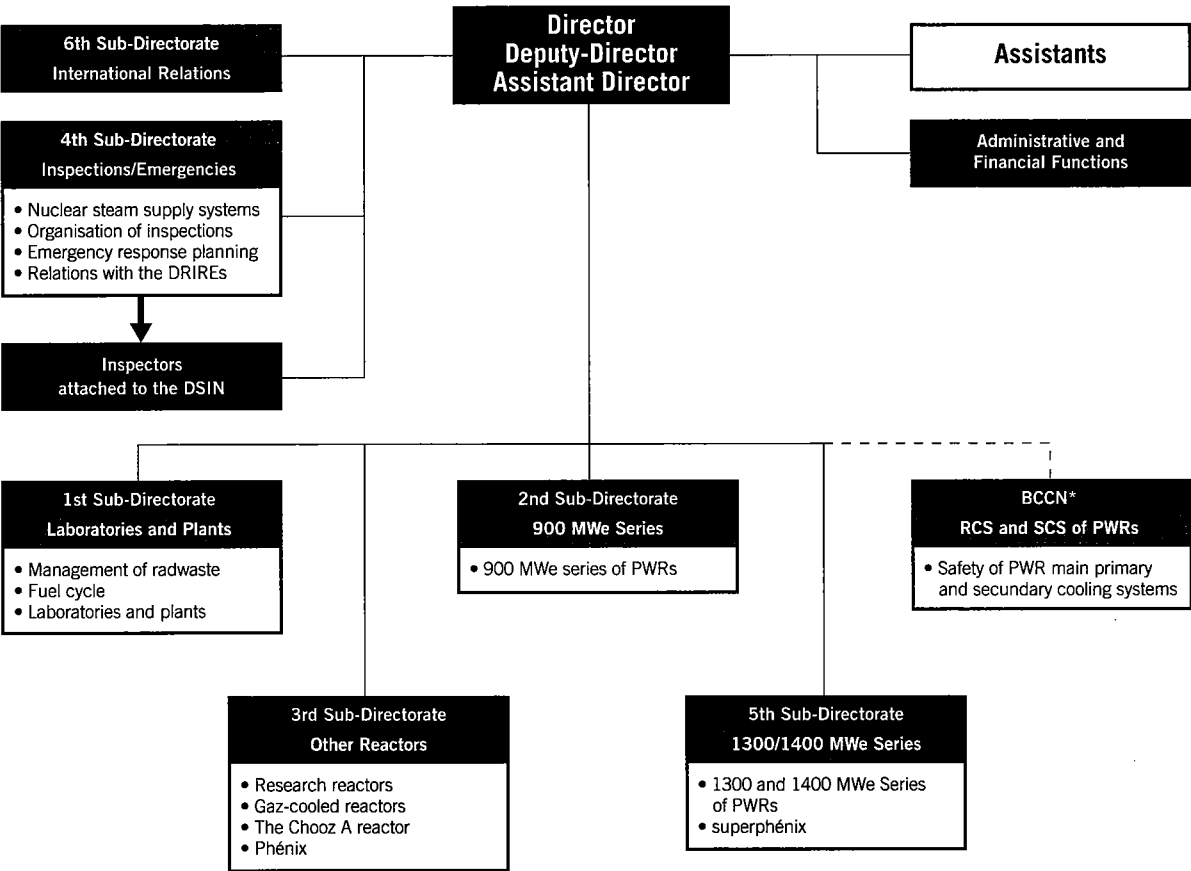 6th Sub-Directorate
International Relations
Director
Deputy-Director
Assistant Director
Assistants
Administrative and
Financial Functions
4th Sub-Directorate
Inspections/Emergencies
• Nuclear steam supply systems
• Organisation of inspections
• Emergency response planning
• Relations with the DRIREs
Inspectors
attached to the DSIN
1st Sub-Directorate
Laboratories and Plants
• Management of radwaste
• Fuel cycle
• Laboratories and plants
2nd Sub-Directorate
900 MWe Series
• 900 MWe series of PWRs
BCCN*
RCS and SCS of PWRs
• Safety of PWR main primary
and secundary cooling systems
3rd Sub-Directorate
Other Reactors
• Research reactors
• Gaz-cooled reactors
• The Chooz A reactor
• Phénix
5th Sub-Directorate
1300/1400 MWe Series
• 1300 and 1400 MWe Series
of PWRs
• superphénix